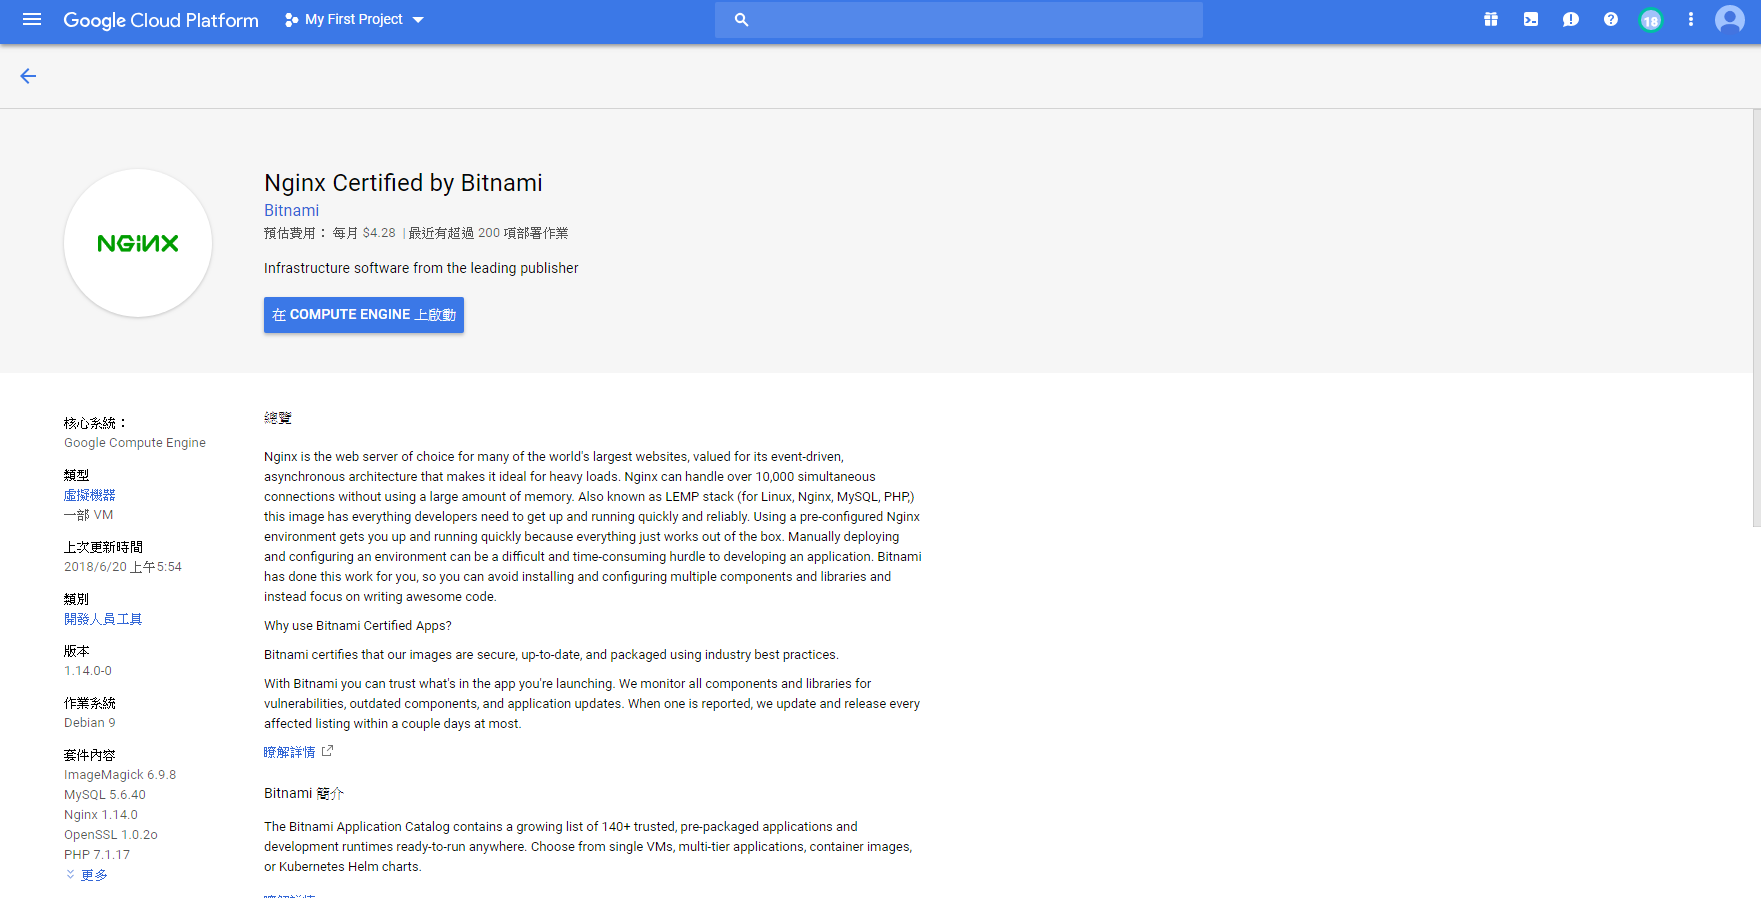 Google Cloud Platform
My First Project
18
Nginx Certified by Bitnami
Bitnami
預估費用： 每月 $4.28 | 最近有超過 200 項部署作業
Infrastructure software from the leading publisher
在 COMPUTE ENGINE 上啟動
NGiNX
核心系統：
Google Compute Engine
類型
虛擬機器
一部 VM
上次更新時間
2018/6/20 上午5:54
類別
開發人員工具
版本
1.14.0-0
作業系統
Debian 9
套件內容
ImageMagick 6.9.8
MySQL 5.6.40
Nginx 1.14.0
OpenSSL 1.0.2o
PHP 7.1.17
更多
總覽
Nginx is the web server of choice for many of the world's largest websites, valued for its event-driven,
asynchronous architecture that makes it ideal for heavy loads. Nginx can handle over 10,000 simultaneous
connections without using a large amount of memory. Also known as LEMP stack (for Linux, Nginx, MySQL, PHP,)
this image has everything developers need to get up and running quickly and reliably. Using a pre-configured Nginx
environment gets you up and running quickly because everything just works out of the box. Manually deploying
and configuring an environment can be a difficult and time-consuming hurdle to developing an application. Bitnami
has done this work for you, so you can avoid installing and configuring multiple components and libraries and
instead focus on writing awesome code.
Why use Bitnami Certified Apps?
Bitnami certifies that our images are secure, up-to-date, and packaged using industry best practices.
With Bitnami you can trust what's in the app you're launching. We monitor all components and libraries for
vulnerabilities, outdated components, and application updates. When one is reported, we update and release every
affected listing within a couple days at most.
瞭解詳情
Bitnami 簡介
The Bitnami Application Catalog contains a growing list of 140+ trusted, pre-packaged applications and
development runtimes ready-to-run anywhere. Choose from single VMs, multi-tier applications, container images,
or Kubernetes Helm charts.